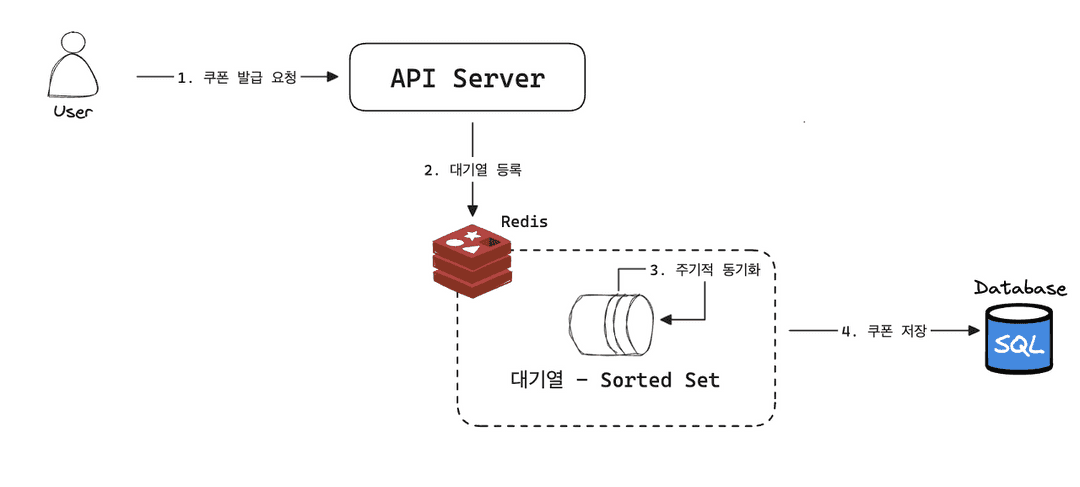 1. 쿠폰 발급 요청
API Server
User
2. 대기열 등록
Redis
3. 주기적 동기화
Database
4. 쿠폰 저장
SQL
대기열 - Sorted Set